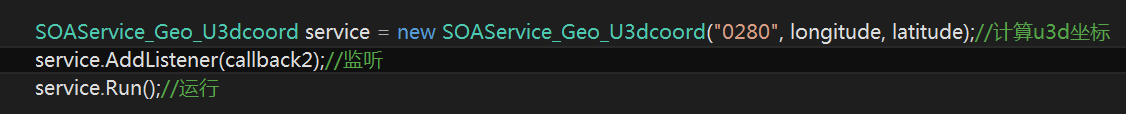 SOAService_Geo_U3dcoord service = new SOAService_Geo_U3dcoord("0280", longitude, latitude);//计算u3d坐标
service.AddListener(callback2);//监听
service.Run();//运行